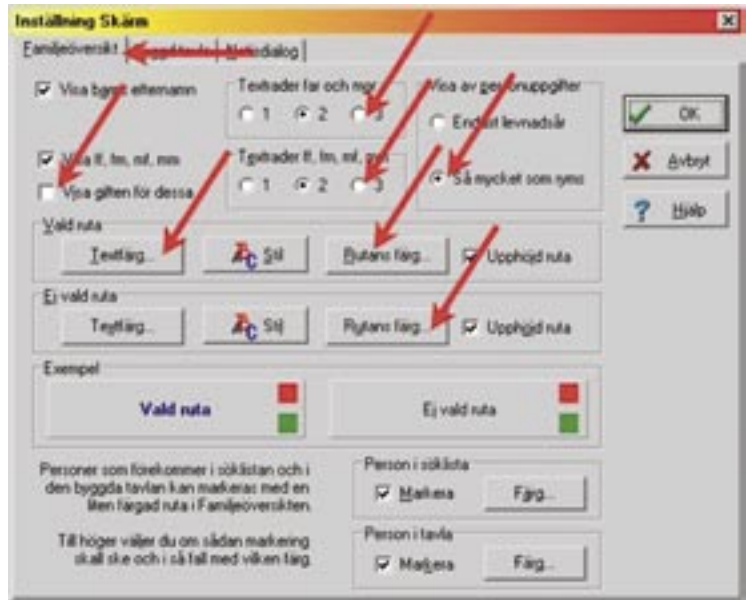 Inställning Skärm
Familjeöversikt
Notisdialog
Visa barns efternamn
Textrader far och mor
1 2 3
Visa av personuppgifter
Endast levnadsår
OK
Visa ff, fm, mf, mm
Textrader ff, fm, mf, mm
Avbryt
Visa giften för dessa
1 2 3
Så mycket som ryms
Hjälp
Vald ruta
Textfärg... Stil Rutans färg... Upphöjd ruta
Ej vald ruta
Textfärg... Stil Rutans färg... Upphöjd ruta
Exempel
Vald ruta Ej vald ruta
Personer som förekommer i söklistan och i
den byggda tavlan kan markeras med en
liten färgad ruta i Familjeöversikten.
Person i söklista
Markera Färg...
Till höger väljer du om sådan markering
skall ske och i så fall med vilken färg.
Person i tavla
Markera Färg...